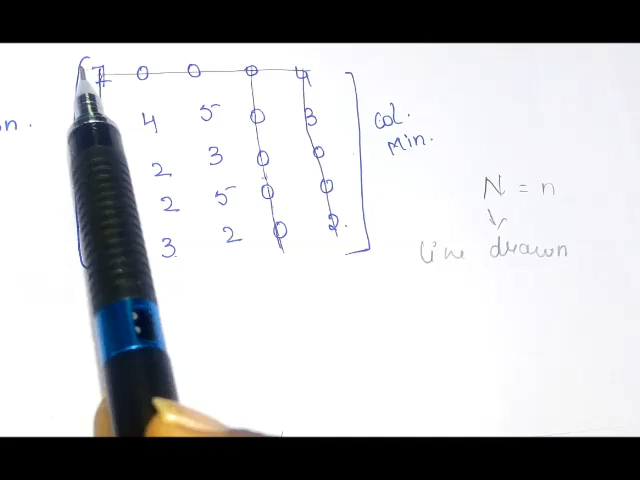 7 0 0 0 4
4 5 0 3
2 3 0 0
2 5 0 0
3 2 0 2.
n.
col.
Min.
N = n
line drawn